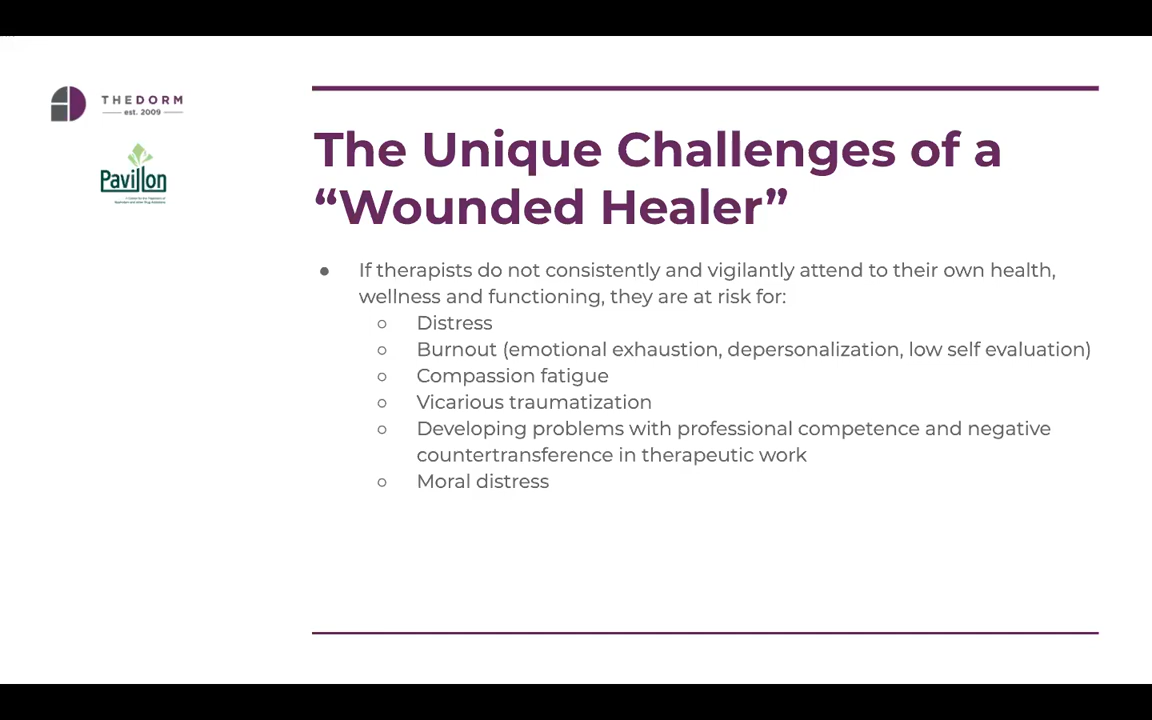 THEDORM
est. 2009
Pavillon
The Unique Challenges of a
“Wounded Healer”
● If therapists do not consistently and vigilantly attend to their own health,
wellness and functioning, they are at risk for:
○ Distress
○ Burnout (emotional exhaustion, depersonalization, low self evaluation)
○ Compassion fatigue
○ Vicarious traumatization
○ Developing problems with professional competence and negative
countertransference in therapeutic work
○ Moral distress